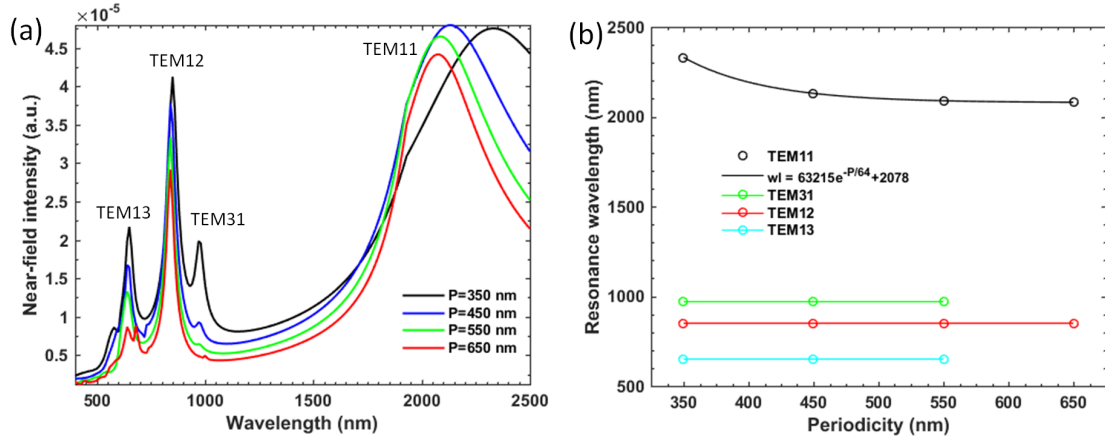 (a)
×10⁻⁵
4.5
4
3.5
3
2.5
2
1.5
1
0.5
Near-field intensity (a.u.)
TEM13
TEM12
TEM31
TEM11
P=350 nm
P=450 nm
P=550 nm
P=650 nm
500 1000 1500 2000 2500
Wavelength (nm)
(b)
2500
2000
1500
1000
500
Resonance wavelength (nm)
TEM11
wl = 63215e^-P/64+2078
TEM31
TEM12
TEM13
350 400 450 500 550 600 650
Periodicity (nm)